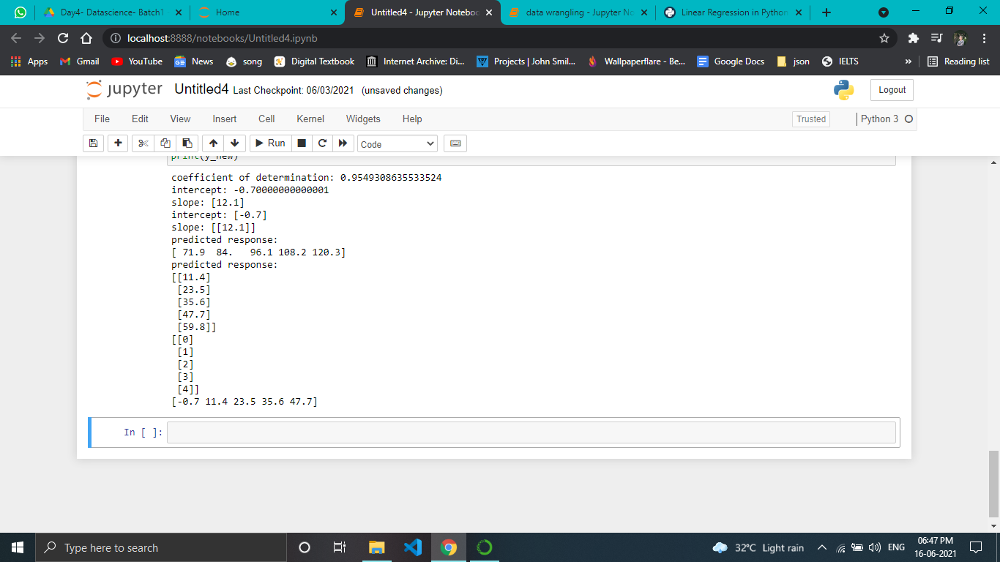 Day4- Datascience- Batch1
Home
Untitled4 - Jupyter Noteboo
data wrangling - Jupyter No
Linear Regression in Python
localhost:8888/notebooks/Untitled4.ipynb
Apps
Gmail
YouTube
News
song
Digital Textbook
Internet Archive: Di...
Projects | John Smil...
Wallpaperflare - Be...
Google Docs
json
IELTS
»
Reading list
jupyter
Untitled4
Last Checkpoint: 06/03/2021
(unsaved changes)
Logout
File
Edit
View
Insert
Cell
Kernel
Widgets
Help
Trusted
Python 3
Run
Code
print(y_new)
coefficient of determination: 0.9549308635533524
intercept: -0.70000000000001
slope: [12.1]
intercept: [-0.7]
slope: [[12.1]]
predicted response:
[ 71.9  84.   96.1 108.2 120.3]
predicted response:
[[11.4]
[23.5]
[35.6]
[47.7]
[59.8]]
[[0]
[1]
[2]
[3]
[4]]
[-0.7 11.4 23.5 35.6 47.7]
In [ ]:
Type here to search
32°C Light rain
ENG
06:47 PM
16-06-2021